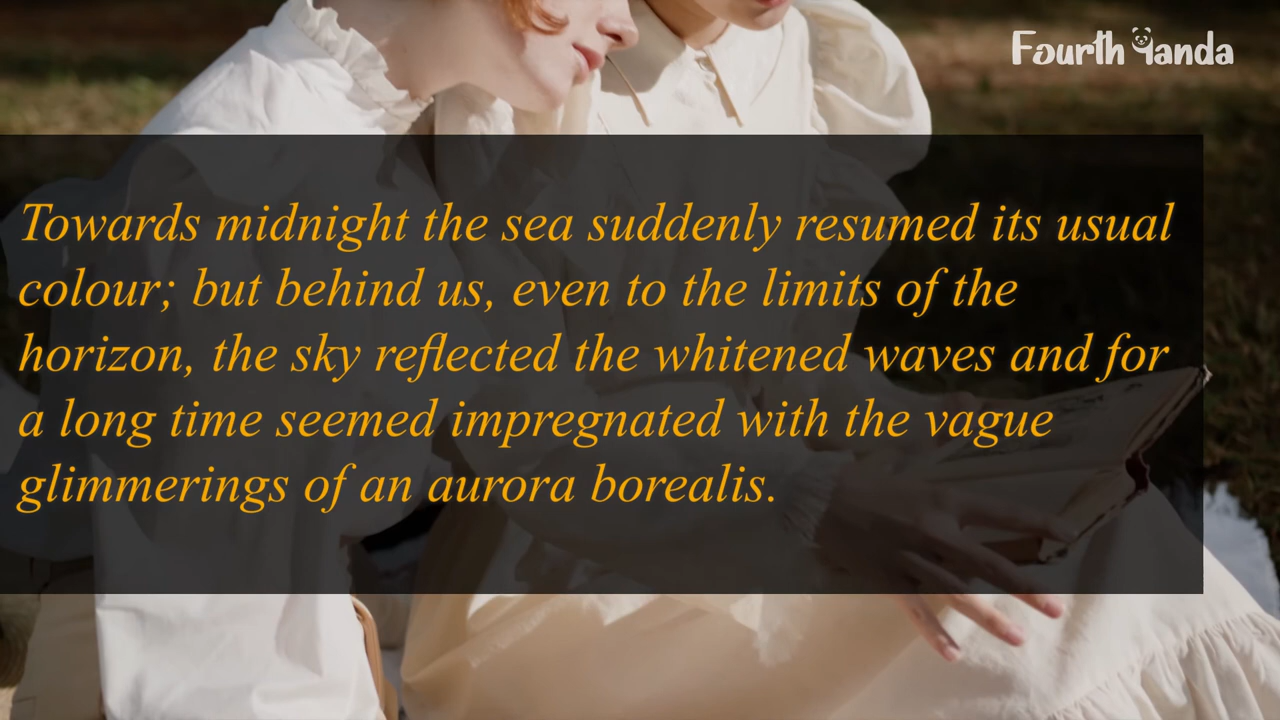 Fourth Panda
Towards midnight the sea suddenly resumed its usual
colour; but behind us, even to the limits of the
horizon, the sky reflected the whitened waves and for
a long time seemed impregnated with the vague
glimmerings of an aurora borealis.